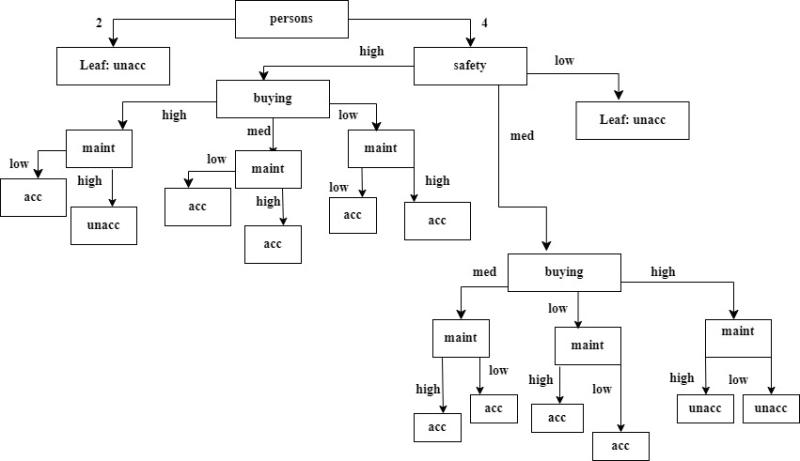 persons
2
4
Leaf: unacc
safety
high
low
buying
Leaf: unacc
high
med
low
med
maint
maint
maint
low
high
low
high
low
high
acc
unacc
acc
acc
acc
acc
buying
med
low
high
maint
maint
maint
high
low
high
low
high
low
acc
acc
acc
acc
unacc
unacc